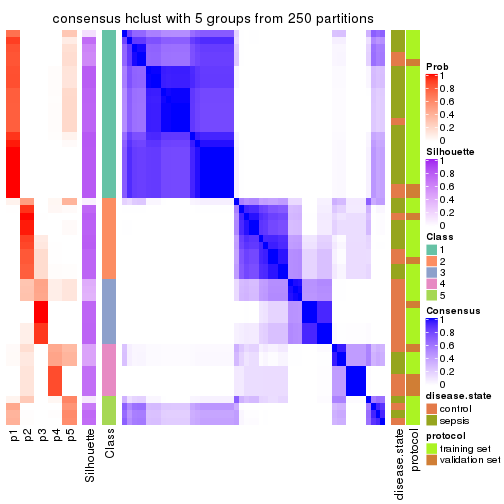 consensus hclust with 5 groups from 250 partitions
Prob
1
0.8
0.6
0.4
0.2
0
Silhouette
1
0.8
0.6
0.4
0.2
0
Class
1
2
3
4
5
Consensus
1
0.8
0.6
0.4
0.2
0
disease.state
control
sepsis
protocol
training set
validation set
p1
p2
p3
p4
p5
Silhouette
Class
disease.state
protocol